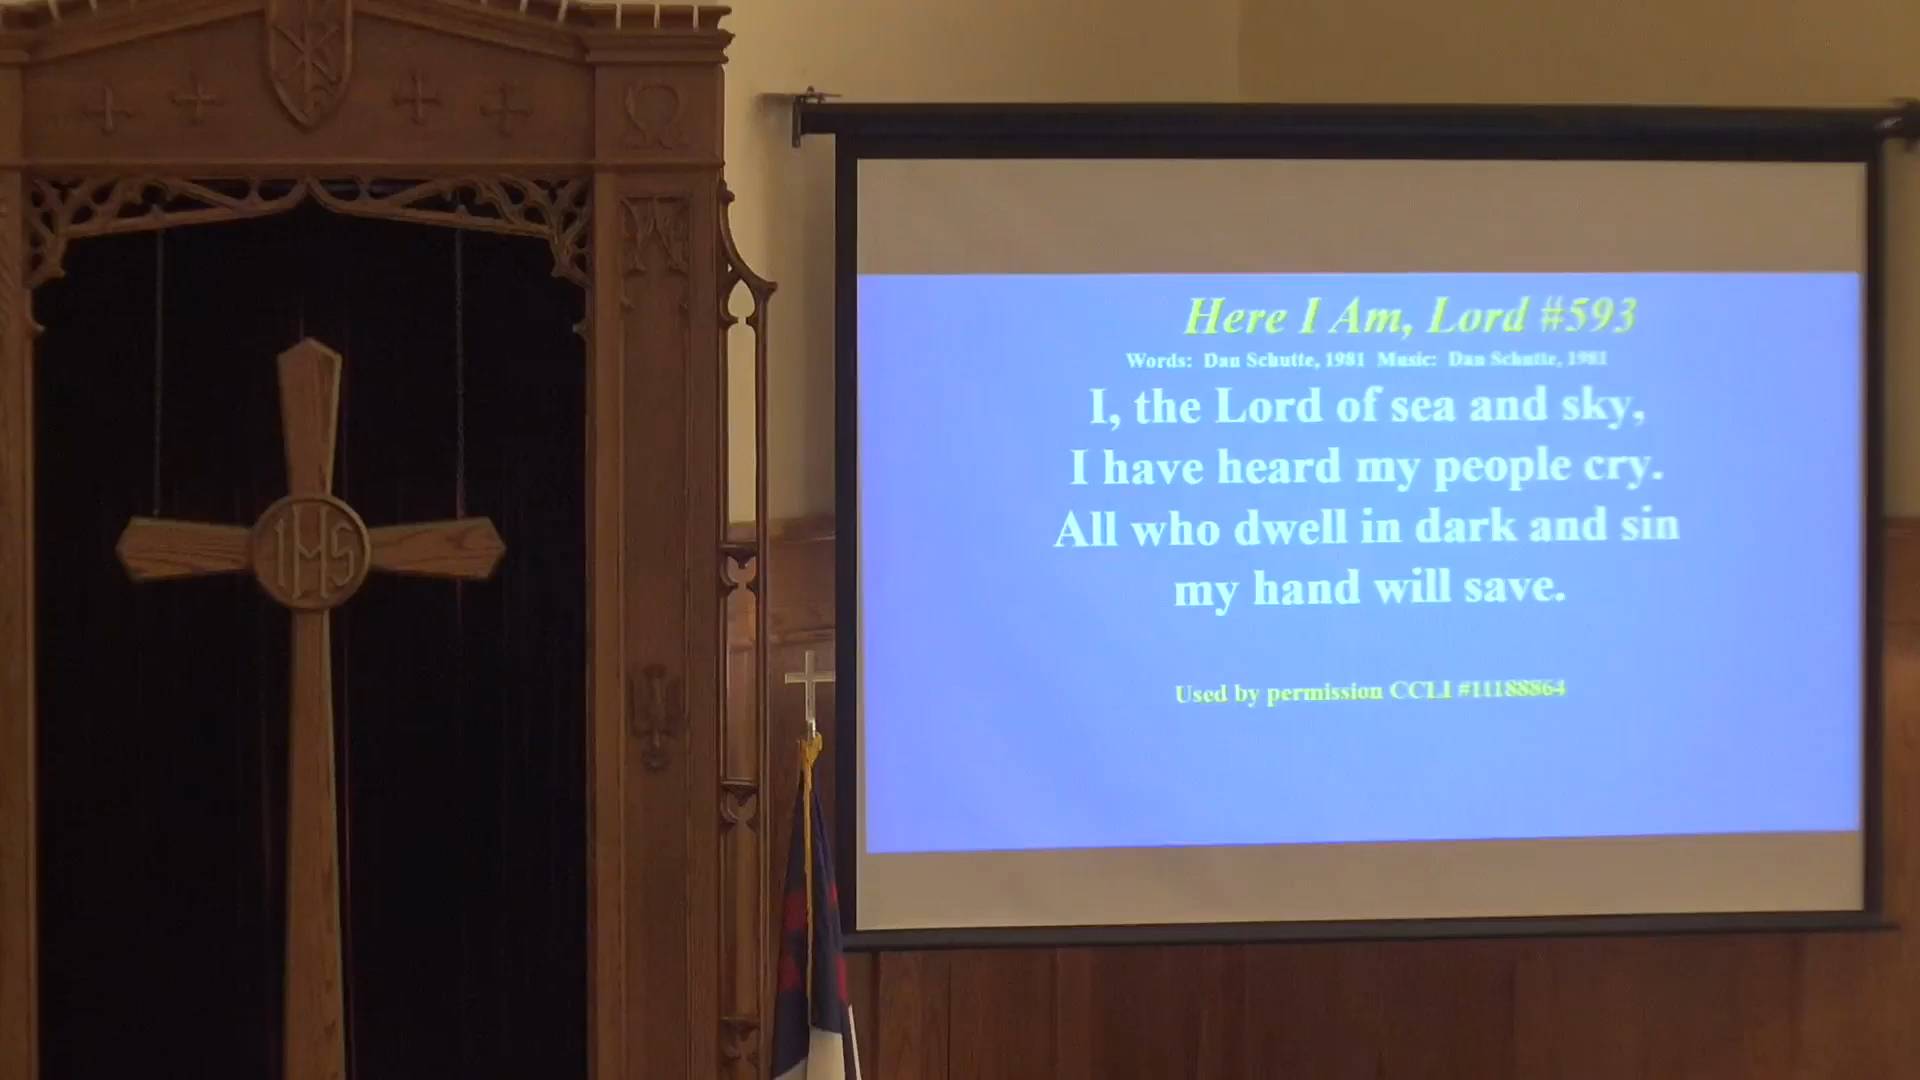 IHS
Here I Am, Lord #593
Words: Dan Schutte, 1981 Music: Dan Schutte, 1981
I, the Lord of sea and sky,
I have heard my people cry.
All who dwell in dark and sin
my hand will save.
Used by permission CCLI #11188864